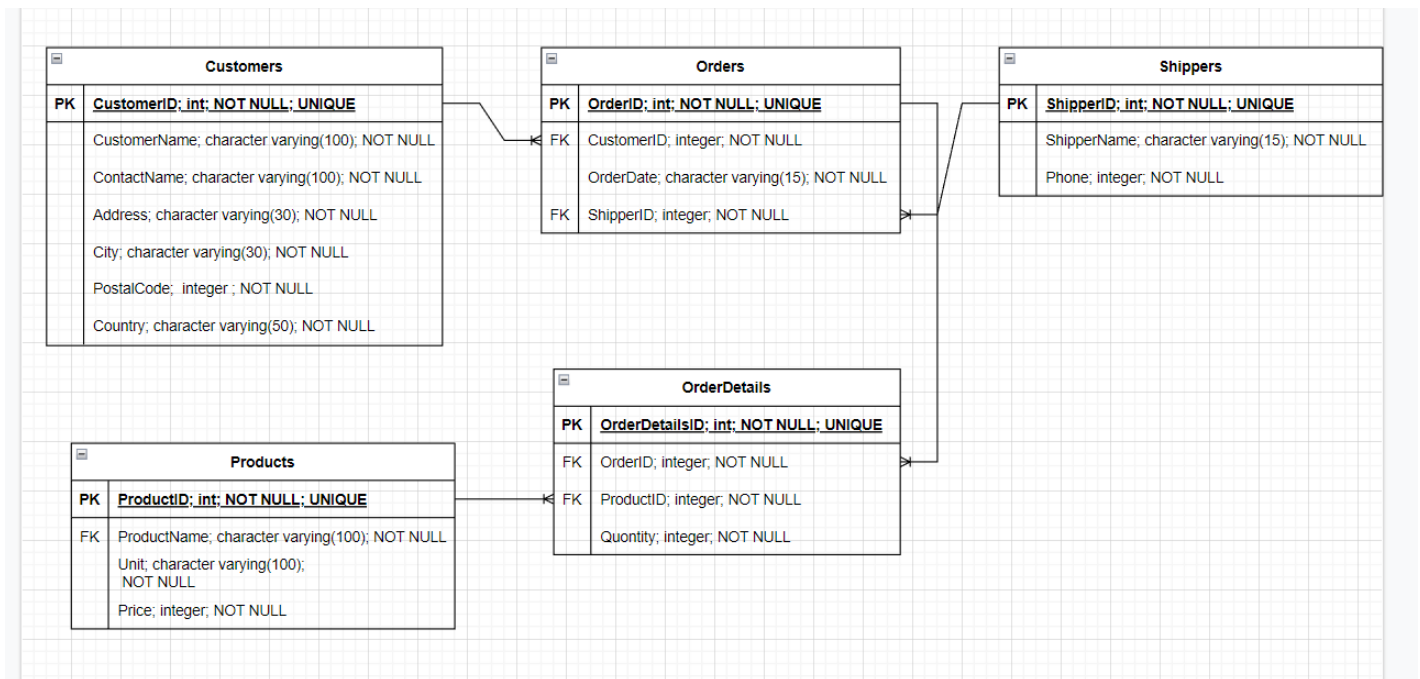 Customers
PK CustomerID; int; NOT NULL; UNIQUE
CustomerName; character varying(100); NOT NULL
ContactName; character varying(100); NOT NULL
Address; character varying(30); NOT NULL
City; character varying(30); NOT NULL
PostalCode;  integer ; NOT NULL
Country; character varying(50); NOT NULL
Orders
PK OrderID; int; NOT NULL; UNIQUE
FK CustomerID; integer; NOT NULL
OrderDate; character varying(15); NOT NULL
FK ShipperID; integer; NOT NULL
Shippers
PK ShipperID; int; NOT NULL; UNIQUE
ShipperName; character varying(15); NOT NULL
Phone; integer; NOT NULL
OrderDetails
PK OrderDetailsID; int; NOT NULL; UNIQUE
FK OrderID; integer; NOT NULL
FK ProductID; integer; NOT NULL
Quontity; integer; NOT NULL
Products
PK ProductID; int; NOT NULL; UNIQUE
FK ProductName; character varying(100); NOT NULL
Unit; character varying(100);
NOT NULL
Price; integer; NOT NULL